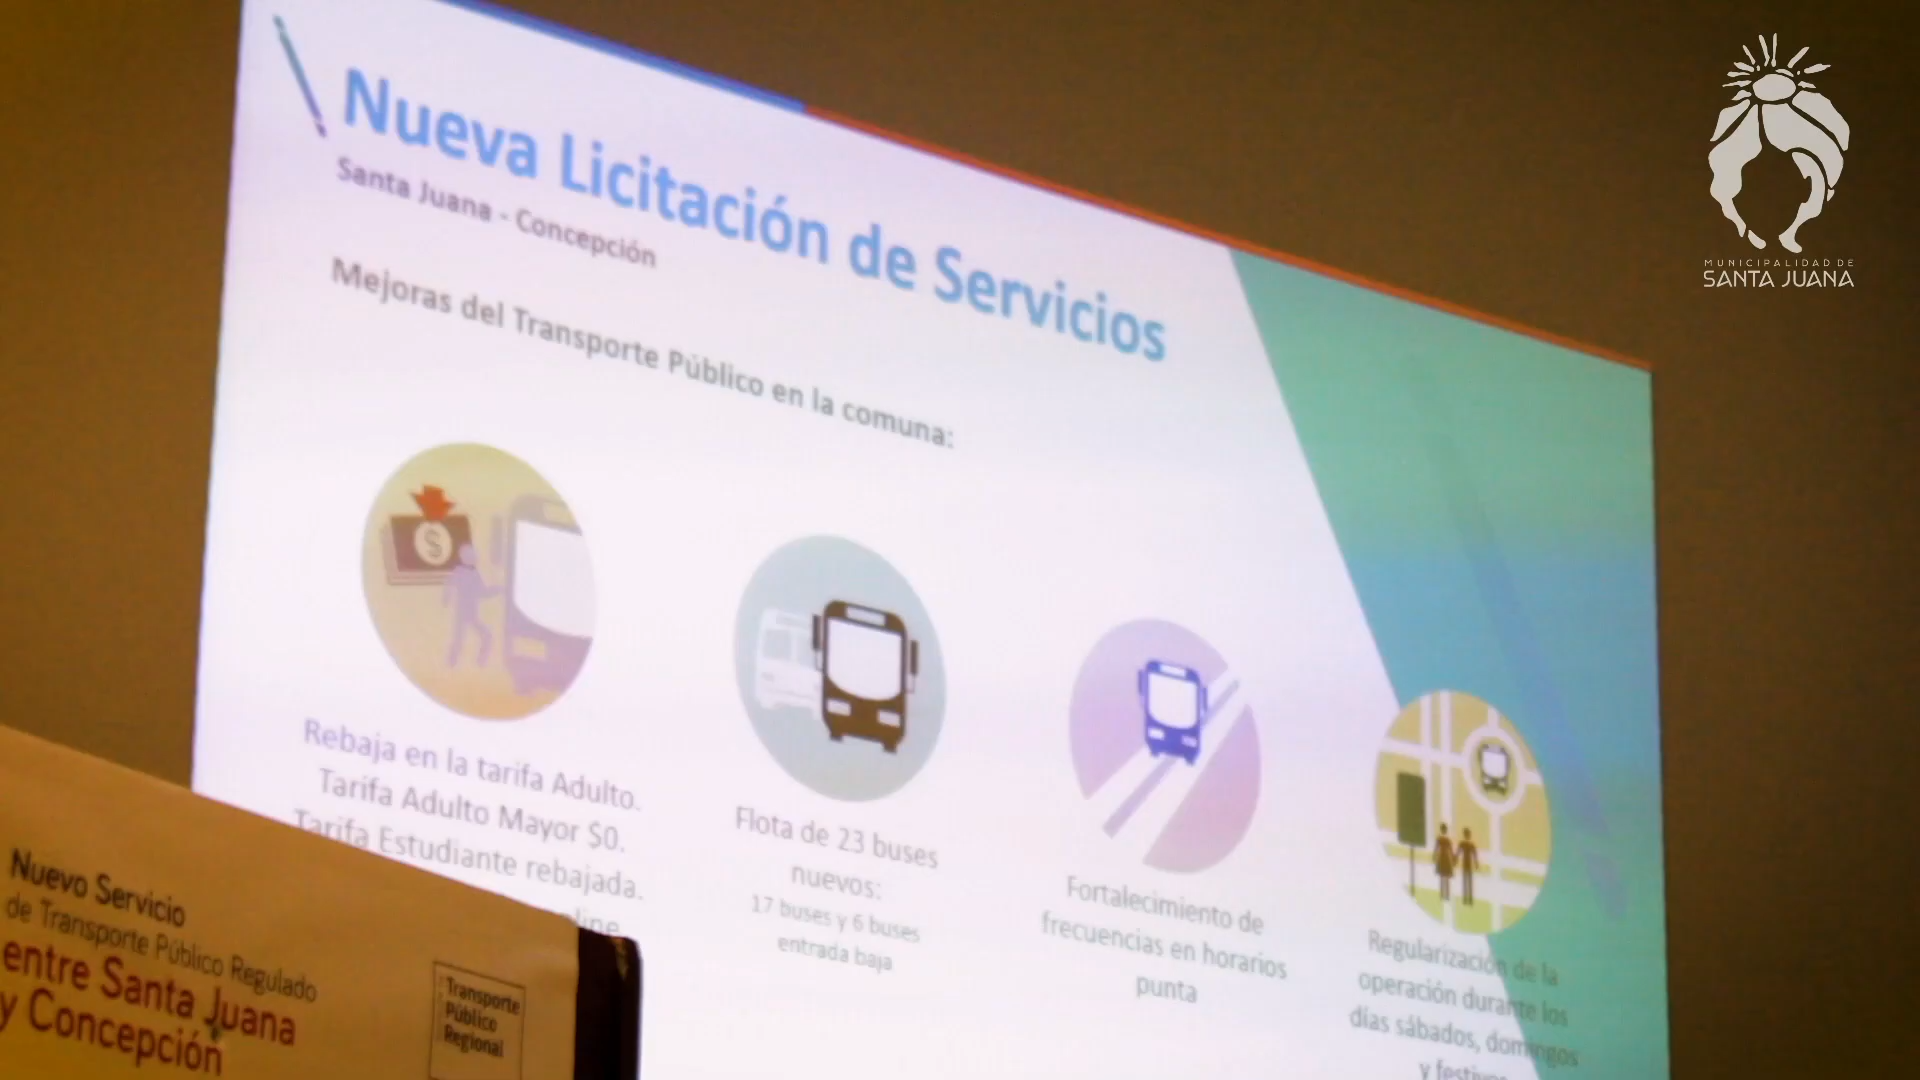 Nueva Licitación de Servicios
Santa Juana - Concepción
Mejoras del Transporte Público en la comuna:
Rebaja en la tarifa Adulto.
Tarifa Adulto Mayor $0.
Tarifa Estudiante rebajada.
Flota de 23 buses
nuevos:
17 buses y 6 buses
entrada baja
Fortalecimiento de
frecuencias en horarios
punta
Regularización de la
operación durante los
días sábados, domingos
y festivos
Nuevo Servicio
de Transporte Público Regulado
entre Santa Juana
y Concepción
Transporte
Público
Regional
MUNICIPALIDAD DE
SANTA JUANA